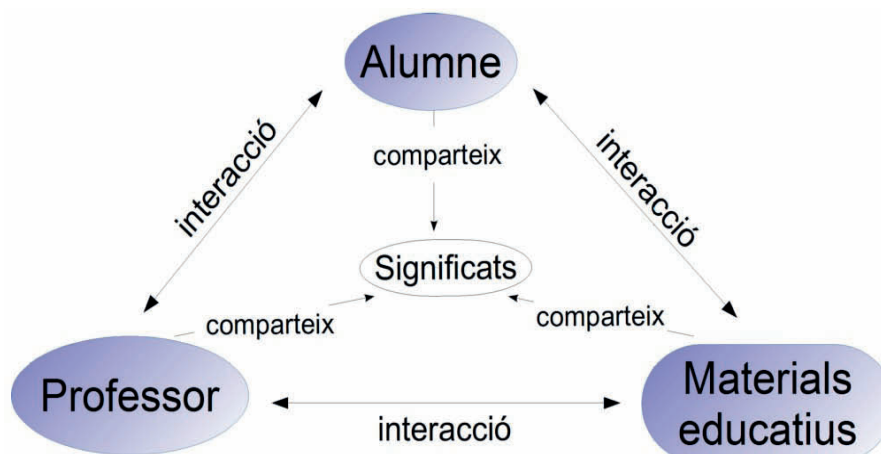 Alumne
interacció
comparteix
interacció
Significats
comparteix
comparteix
Professor
Materials
educatius
interacció